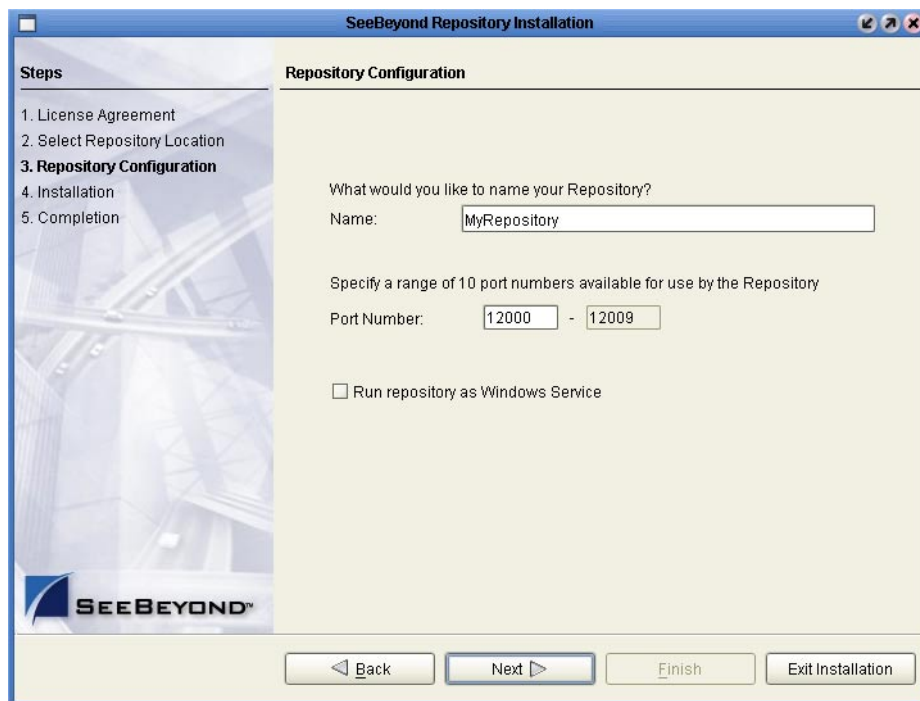 SeeBeyond Repository Installation
Steps
1. License Agreement
2. Select Repository Location
3. Repository Configuration
4. Installation
5. Completion
SEEBEYOND™
Repository Configuration
What would you like to name your Repository?
Name: MyRepository
Specify a range of 10 port numbers available for use by the Repository
Port Number: 12000 - 12009
Run repository as Windows Service
Back Next Finish Exit Installation